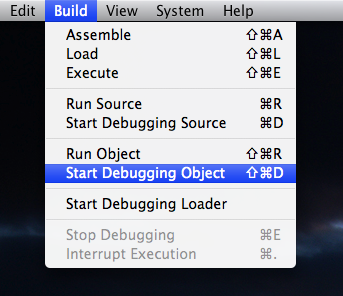 Edit Build View System Help
Assemble ⇧⌘A
Load ⇧⌘L
Execute ⇧⌘E
Run Source ⌘R
Start Debugging Source ⌘D
Run Object ⇧⌘R
Start Debugging Object ⇧⌘D
Start Debugging Loader
Stop Debugging ⌘E
Interrupt Execution ⌘.